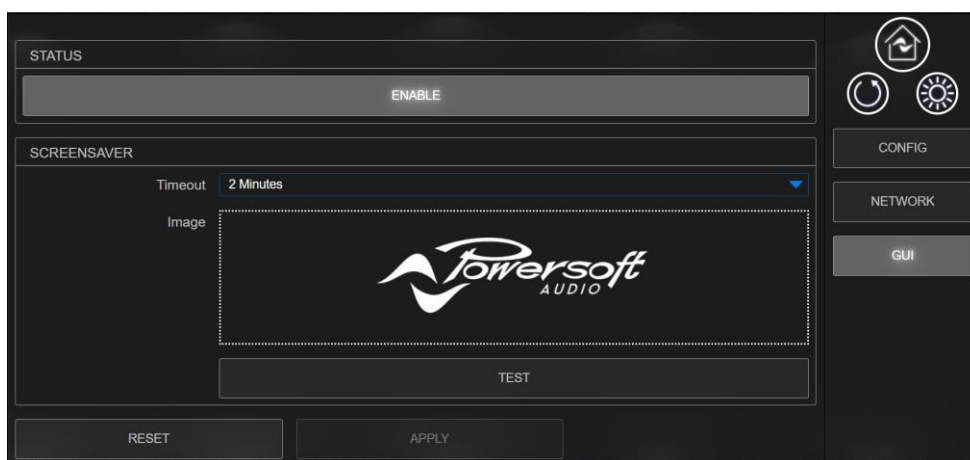 STATUS
ENABLE
SCREENSAVER
Timeout 2 Minutes
Image
Powersoft
AUDIO
TEST
RESET APPLY
CONFIG
NETWORK
GUI